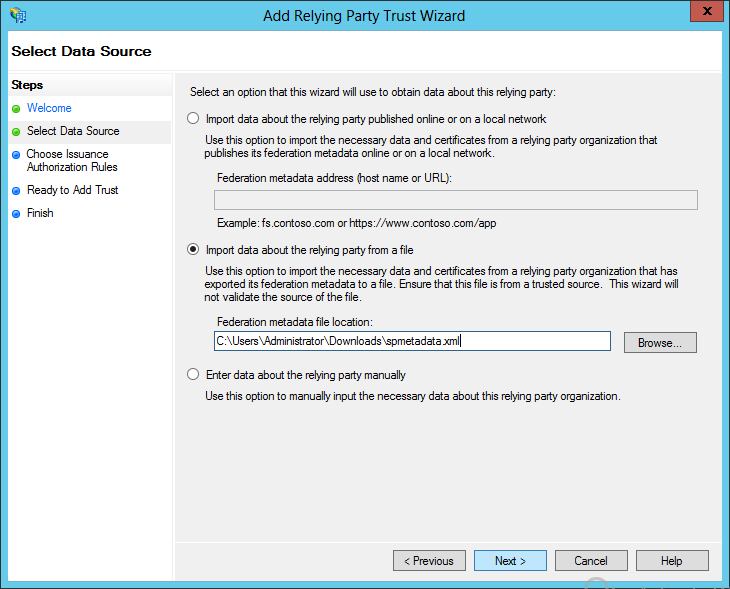 Add Relying Party Trust Wizard
X
Select Data Source
Steps
Welcome
Select Data Source
Choose Issuance
Authorization Rules
Ready to Add Trust
Finish
Select an option that this wizard will use to obtain data about this relying party:
Import data about the relying party published online or on a local network
Use this option to import the necessary data and certificates from a relying party organization that
publishes its federation metadata online or on a local network.
Federation metadata address (host name or URL):
Example: fs.contoso.com or https://www.contoso.com/app
Import data about the relying party from a file
Use this option to import the necessary data and certificates from a relying party organization that has
exported its federation metadata to a file. Ensure that this file is from a trusted source.  This wizard will
not validate the source of the file.
Federation metadata file location:
C:\Users\Administrator\Downloads\spmetadata.xml
Browse...
Enter data about the relying party manually
Use this option to manually input the necessary data about this relying party organization.
< Previous
Next >
Cancel
Help